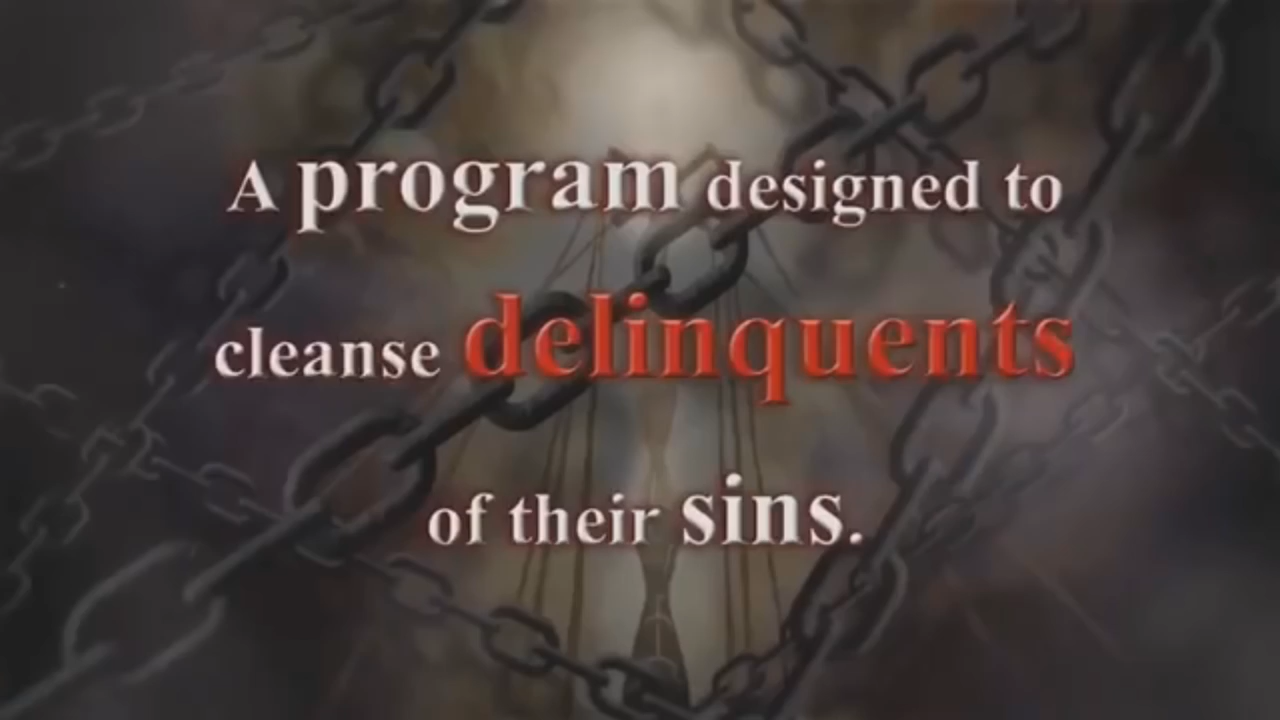 A program designed to
cleanse delinquents
of their sins.